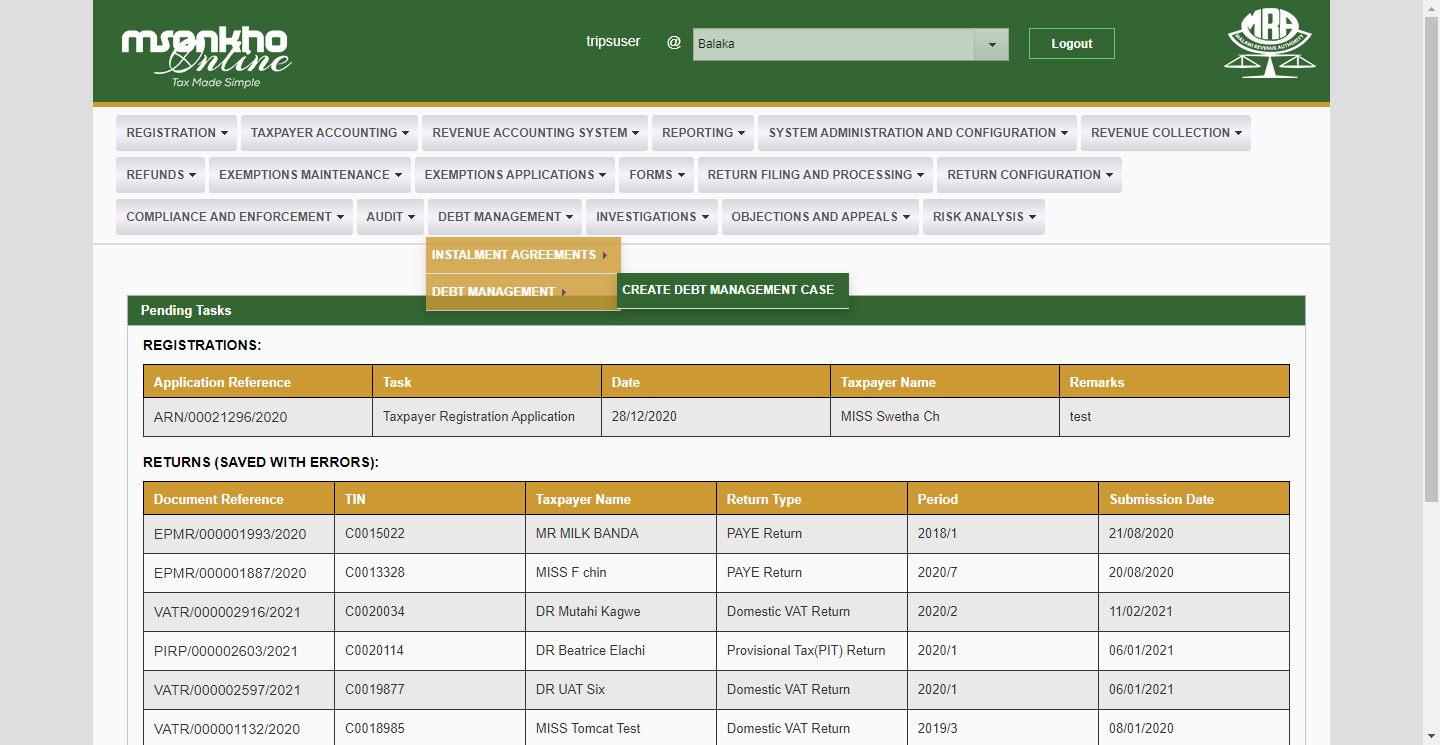 msonkho
Online
Tax Made Simple
tripsuser @ Balaka Logout
MRA
MALAWI REVENUE AUTHORITY
REGISTRATION TAXPAYER ACCOUNTING REVENUE ACCOUNTING SYSTEM REPORTING SYSTEM ADMINISTRATION AND CONFIGURATION REVENUE COLLECTION
REFUNDS EXEMPTIONS MAINTENANCE EXEMPTIONS APPLICATIONS FORMS RETURN FILING AND PROCESSING RETURN CONFIGURATION
COMPLIANCE AND ENFORCEMENT AUDIT DEBT MANAGEMENT INVESTIGATIONS OBJECTIONS AND APPEALS RISK ANALYSIS
INSTALMENT AGREEMENTS
DEBT MANAGEMENT CREATE DEBT MANAGEMENT CASE
Pending Tasks
REGISTRATIONS:
Application Reference Task Date Taxpayer Name Remarks
ARN/00021296/2020 Taxpayer Registration Application 28/12/2020 MISS Swetha Ch test
RETURNS (SAVED WITH ERRORS):
Document Reference TIN Taxpayer Name Return Type Period Submission Date
EPMR/000001993/2020 C0015022 MR MILK BANDA PAYE Return 2018/1 21/08/2020
EPMR/000001887/2020 C0013328 MISS F chin PAYE Return 2020/7 20/08/2020
VATR/000002916/2021 C0020034 DR Mutahi Kagwe Domestic VAT Return 2020/2 11/02/2021
PIRP/000002603/2021 C0020114 DR Beatrice Elachi Provisional Tax(PIT) Return 2020/1 06/01/2021
VATR/000002597/2021 C0019877 DR UAT Six Domestic VAT Return 2020/1 06/01/2021
VATR/000001132/2020 C0018985 MISS Tomcat Test Domestic VAT Return 2019/3 08/01/2020